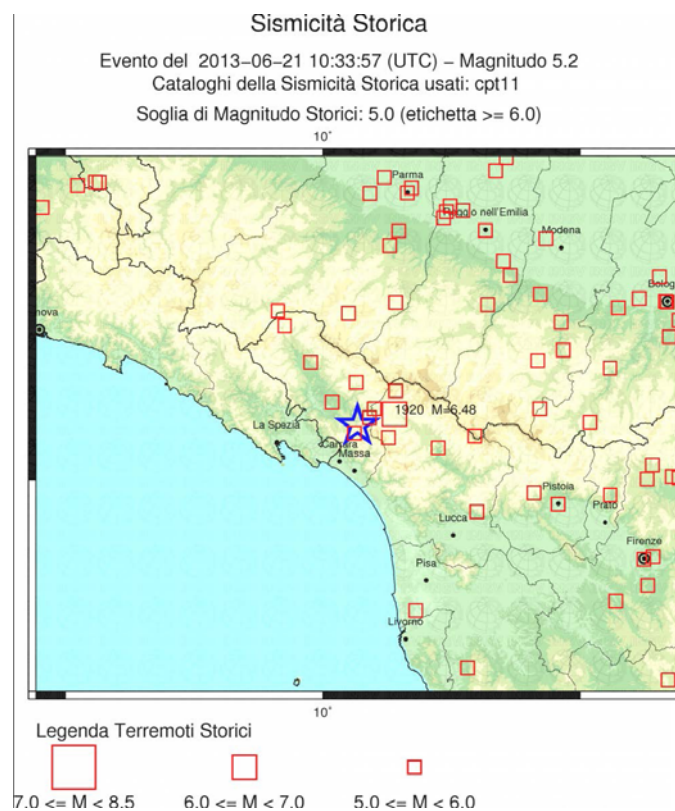 Sismicità Storica
Evento del 2013−06−21 10:33:57 (UTC) − Magnitudo 5.2
Cataloghi della Sismicità Storica usati: cpt11
Soglia di Magnitudo Storici: 5.0 (etichetta >= 6.0)
10˚
Parma
Reggio nell'Emilia
Modena
Bolog
nova
1920 M=6.48
La Spezia
Carrara
Massa
Pistoia
Prato
Lucca
Firenze
Pisa
Livorno
10˚
Legenda Terremoti Storici
7.0 <= M < 8.5 6.0 <= M < 7.0 5.0 <= M < 6.0